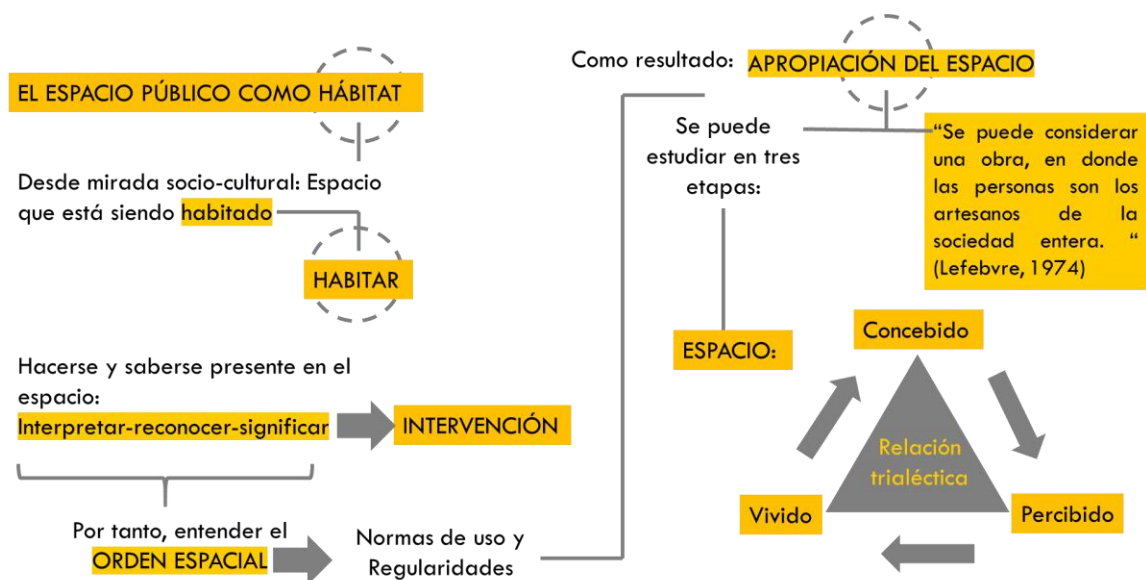 EL ESPACIO PÚBLICO COMO HÁBITAT
Desde mirada socio-cultural: Espacio
que está siendo habitado
HABITAR
Hacerse y saberse presente en el
espacio:
Interpretar-reconocer-significar
INTERVENCIÓN
Por tanto, entender el
ORDEN ESPACIAL
Normas de uso y
Regularidades
Como resultado: APROPIACIÓN DEL ESPACIO
Se puede
estudiar en tres
etapas:
“Se puede considerar
una obra, en donde
las personas son los
artesanos de la
sociedad entera. “
(Lefebvre, 1974)
ESPACIO:
Concebido
Relación
trialéctica
Vivido
Percibido